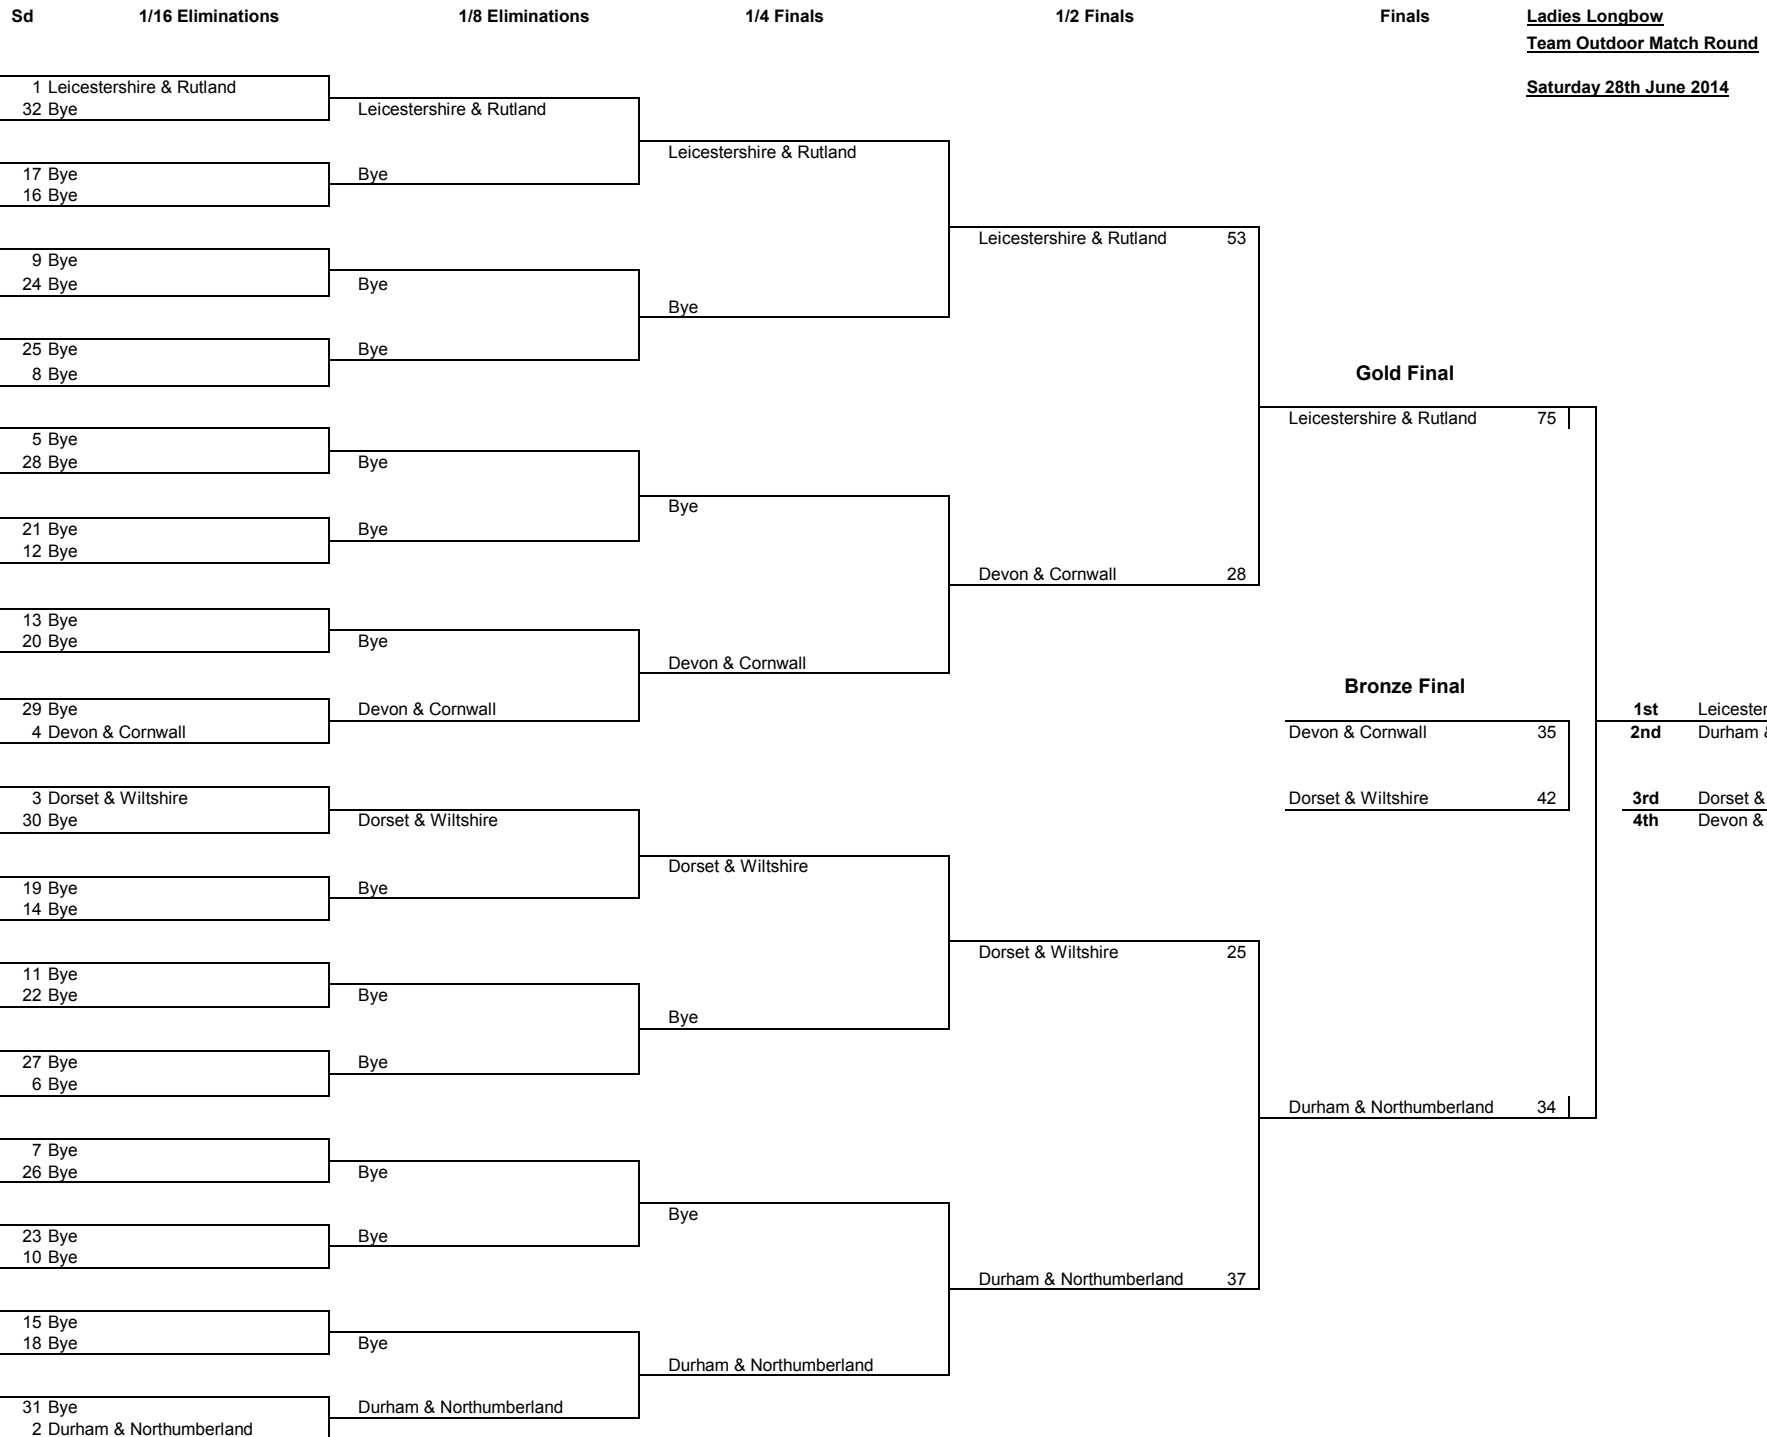 Sd 1/16 Eliminations 1/8 Eliminations 1/4 Finals 1/2 Finals Finals Ladies Longbow
Team Outdoor Match Round
1 Leicestershire & Rutland Saturday 28th June 2014
32 Bye Leicestershire & Rutland
Leicestershire & Rutland
17 Bye Bye
16 Bye
Leicestershire & Rutland 53
9 Bye
24 Bye Bye
Bye
25 Bye Bye
8 Bye Gold Final
Leicestershire & Rutland 75
5 Bye
28 Bye Bye
Bye
21 Bye Bye
12 Bye
Devon & Cornwall 28
13 Bye
20 Bye Bye
Devon & Cornwall
Bronze Final
29 Bye Devon & Cornwall 1st Leicester
4 Devon & Cornwall Devon & Cornwall 35 2nd Durham &
3 Dorset & Wiltshire Dorset & Wiltshire 42 3rd Dorset &
30 Bye Dorset & Wiltshire 4th Devon &
Dorset & Wiltshire
19 Bye Bye
14 Bye
Dorset & Wiltshire 25
11 Bye
22 Bye Bye
Bye
27 Bye Bye
6 Bye
Durham & Northumberland 34
7 Bye
26 Bye Bye
Bye
23 Bye Bye
10 Bye
Durham & Northumberland 37
15 Bye
18 Bye Bye
Durham & Northumberland
31 Bye Durham & Northumberland
2 Durham & Northumberland